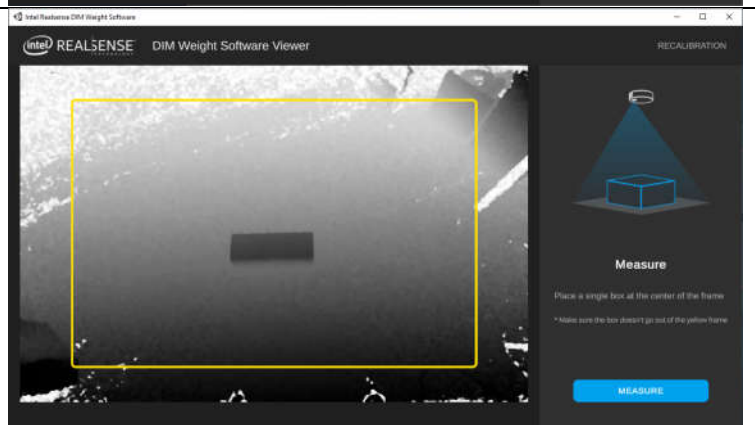 Intel Realsense DIM Weight Software
intel REALSENSE DIM Weight Software Viewer RECALIBRATION
TECHNOLOGY
Measure
Place a single box at the center of the frame
* Make sure the box doesn't go out of the yellow frame
MEASURE